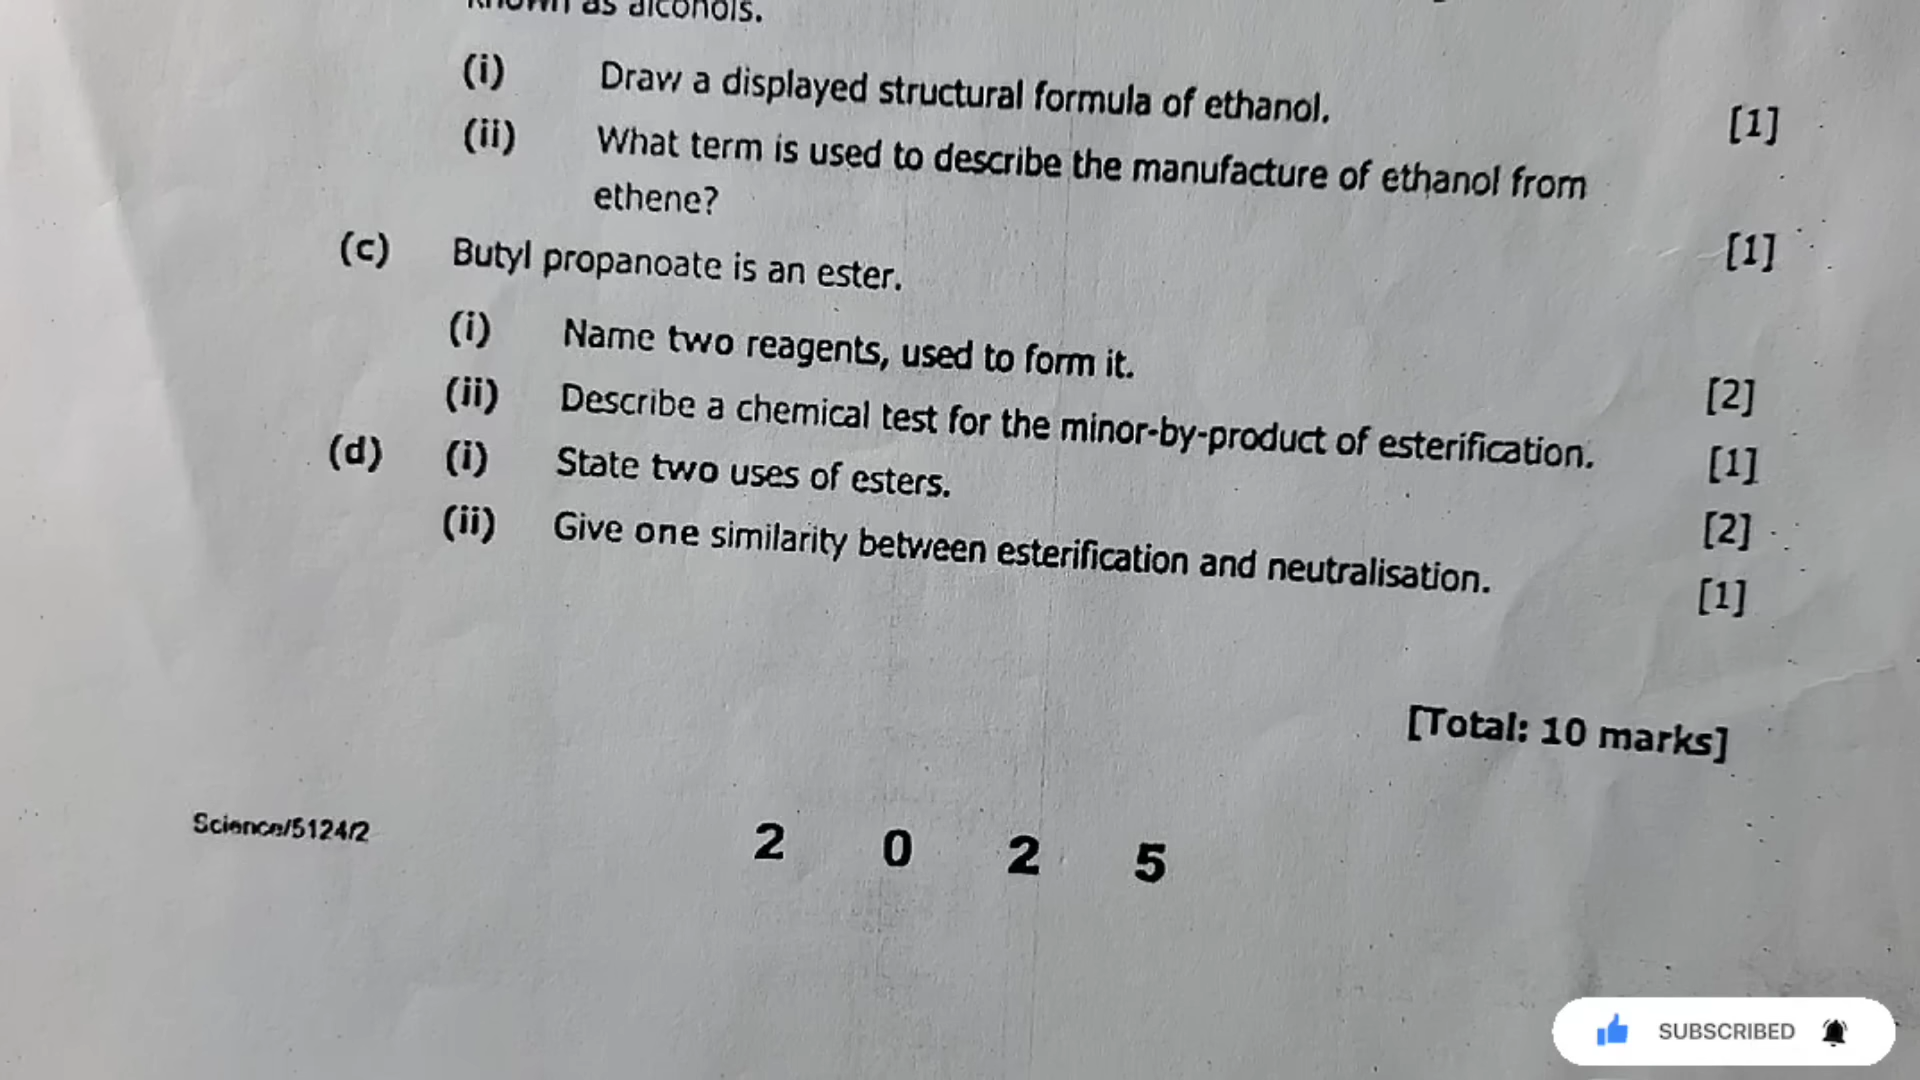 known as alcohols.
(i) Draw a displayed structural formula of ethanol. [1]
(ii) What term is used to describe the manufacture of ethanol from
ethene? [1]
(c) Butyl propanoate is an ester.
(i) Name two reagents, used to form it. [2]
(ii) Describe a chemical test for the minor-by-product of esterification. [1]
(d) (i) State two uses of esters. [2]
(ii) Give one similarity between esterification and neutralisation. [1]
[Total: 10 marks]
Science/5124/2
2 0 2 5
SUBSCRIBED